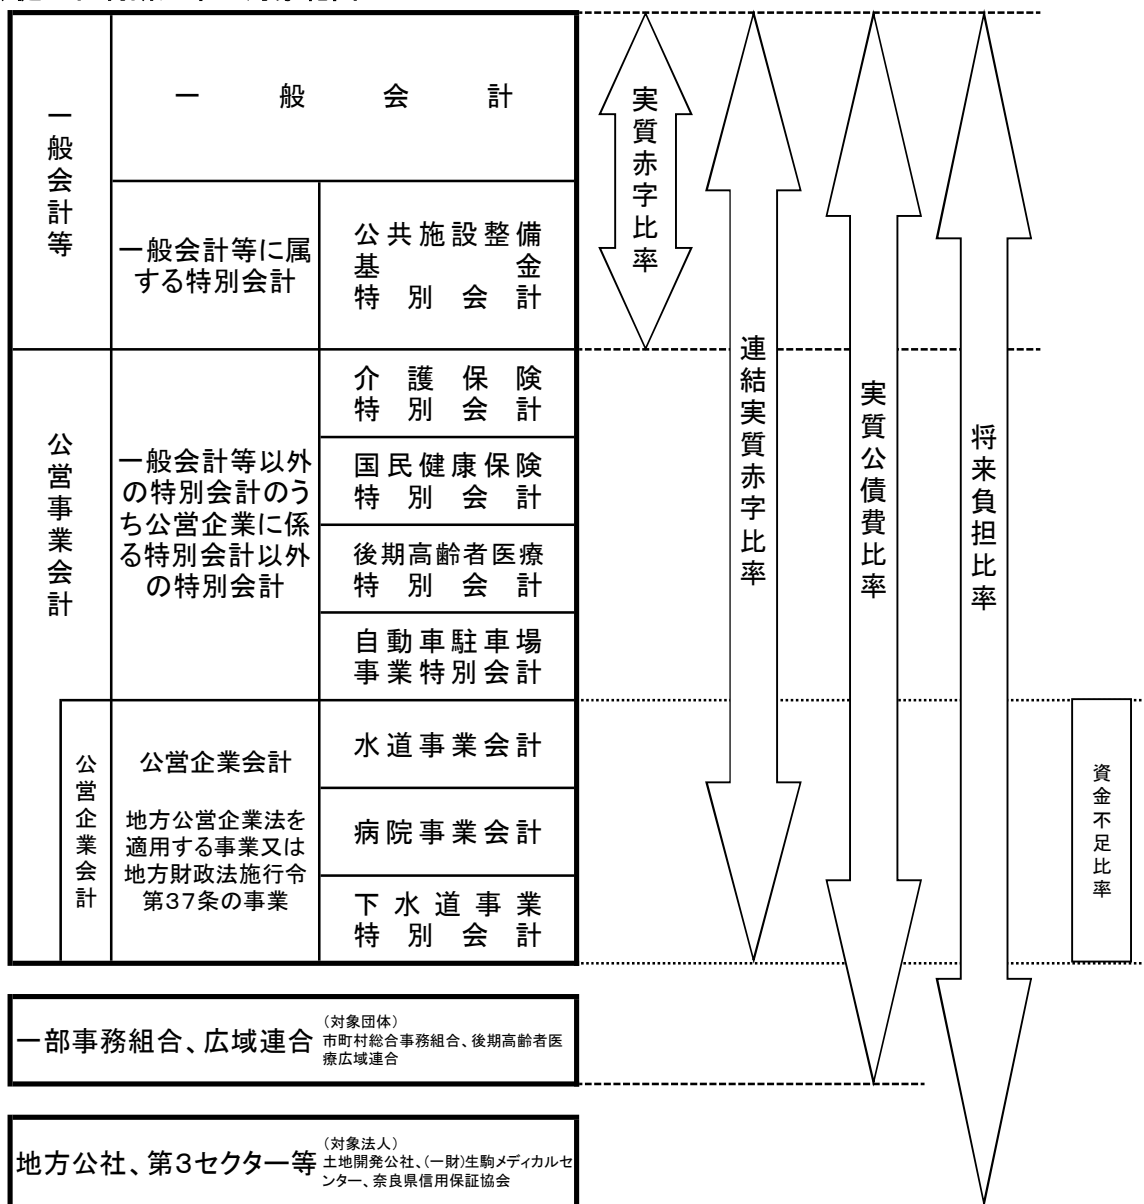 一般会計等
一般会計
一般会計等に属
する特別会計
公共施設整備
基金
特別会計
公営事業会計
一般会計等以外
の特別会計のう
ち公営企業に係
る特別会計以外
の特別会計
介護保険
特別会計
国民健康保険
特別会計
後期高齢者医療
特別会計
自動車駐車場
事業特別会計
公営企業会計
公営企業会計
地方公営企業法を
適用する事業又は
地方財政法施行令
第37条の事業
水道事業会計
病院事業会計
下水道事業
特別会計
実質赤字比率
連結実質赤字比率
実質公債費比率
将来負担比率
資金不足比率
一部事務組合、広域連合
(対象団体)
市町村総合事務組合、後期高齢者医
療広域連合
地方公社、第3セクター等
(対象法人)
土地開発公社、(一財)生駒メディカルセ
ンター、奈良県信用保証協会